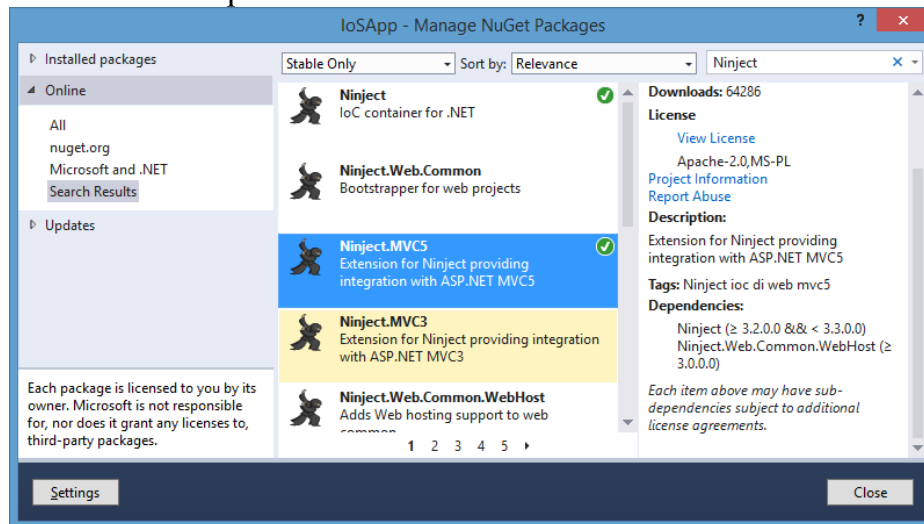 IoSApp - Manage NuGet Packages
?
×
Installed packages
Online
All
nuget.org
Microsoft and .NET
Search Results
Updates
Each package is licensed to you by its
owner. Microsoft is not responsible
for, nor does it grant any licenses to,
third-party packages.
Stable Only
Sort by: Relevance
Ninject
IoC container for .NET
Ninject.Web.Common
Bootstrapper for web projects
Ninject.MVC5
Extension for Ninject providing
integration with ASP.NET MVC5
Ninject.MVC3
Extension for Ninject providing integration
with ASP.NET MVC3
Ninject.Web.Common.WebHost
Adds Web hosting support to web
1 2 3 4 5
Ninject
Downloads: 64286
License
View License
Apache-2.0,MS-PL
Project Information
Report Abuse
Description:
Extension for Ninject providing
integration with ASP.NET MVC5
Tags: Ninject ioc di web mvc5
Dependencies:
Ninject (≥ 3.2.0.0 && < 3.3.0.0)
Ninject.Web.Common.WebHost (≥
3.0.0.0)
Each item above may have sub-
dependencies subject to additional
license agreements.
Settings
Close